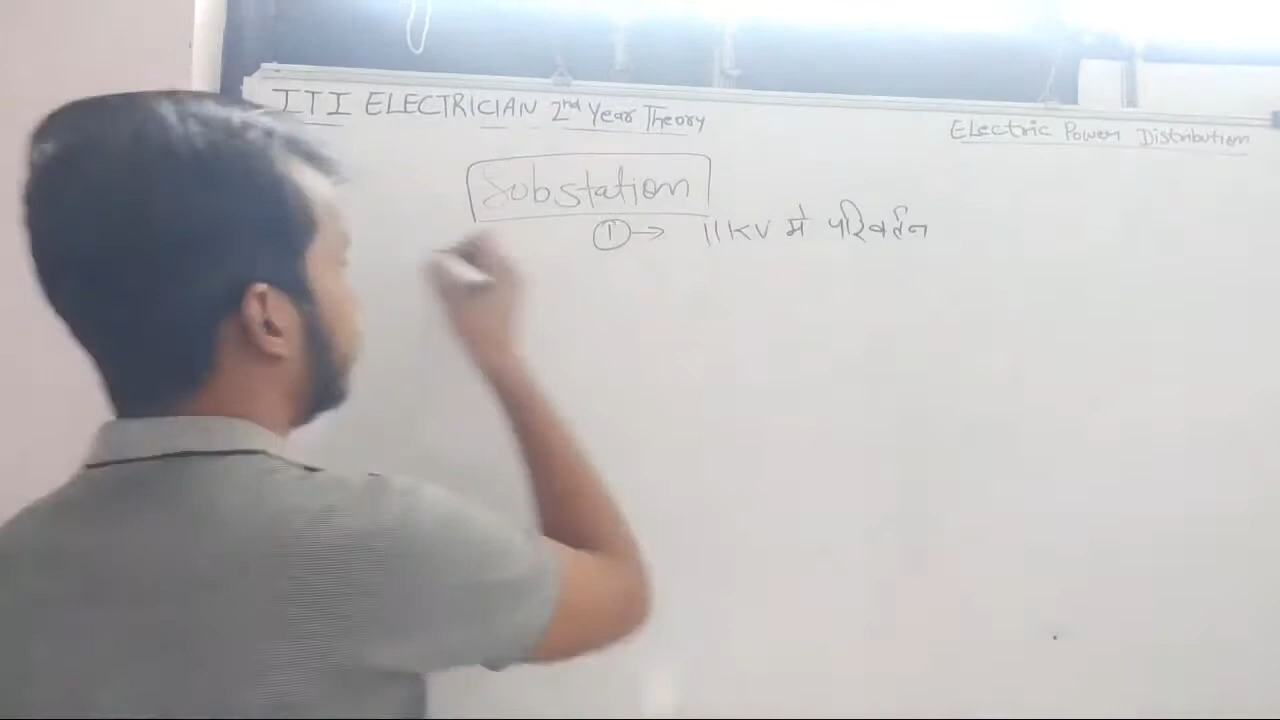 ITI ELECTRICIAN 2nd Year Theory
Electric Power Distribution
Substation
① → 11KV मे परिवर्तन